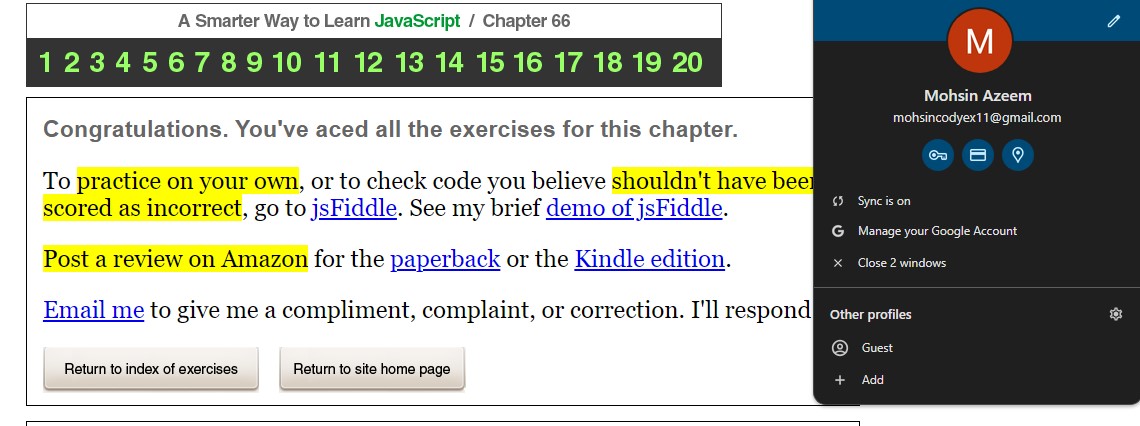 A Smarter Way to Learn JavaScript / Chapter 66
1 2 3 4 5 6 7 8 9 10 11 12 13 14 15 16 17 18 19 20
Congratulations. You've aced all the exercises for this chapter.
To practice on your own, or to check code you believe shouldn't have been
scored as incorrect, go to jsFiddle. See my brief demo of jsFiddle.
Post a review on Amazon for the paperback or the Kindle edition.
Email me to give me a compliment, complaint, or correction. I'll respond
Return to index of exercises
Return to site home page
M
Mohsin Azeem
mohsincodyex11@gmail.com
Sync is on
G Manage your Google Account
Close 2 windows
Other profiles
Guest
Add